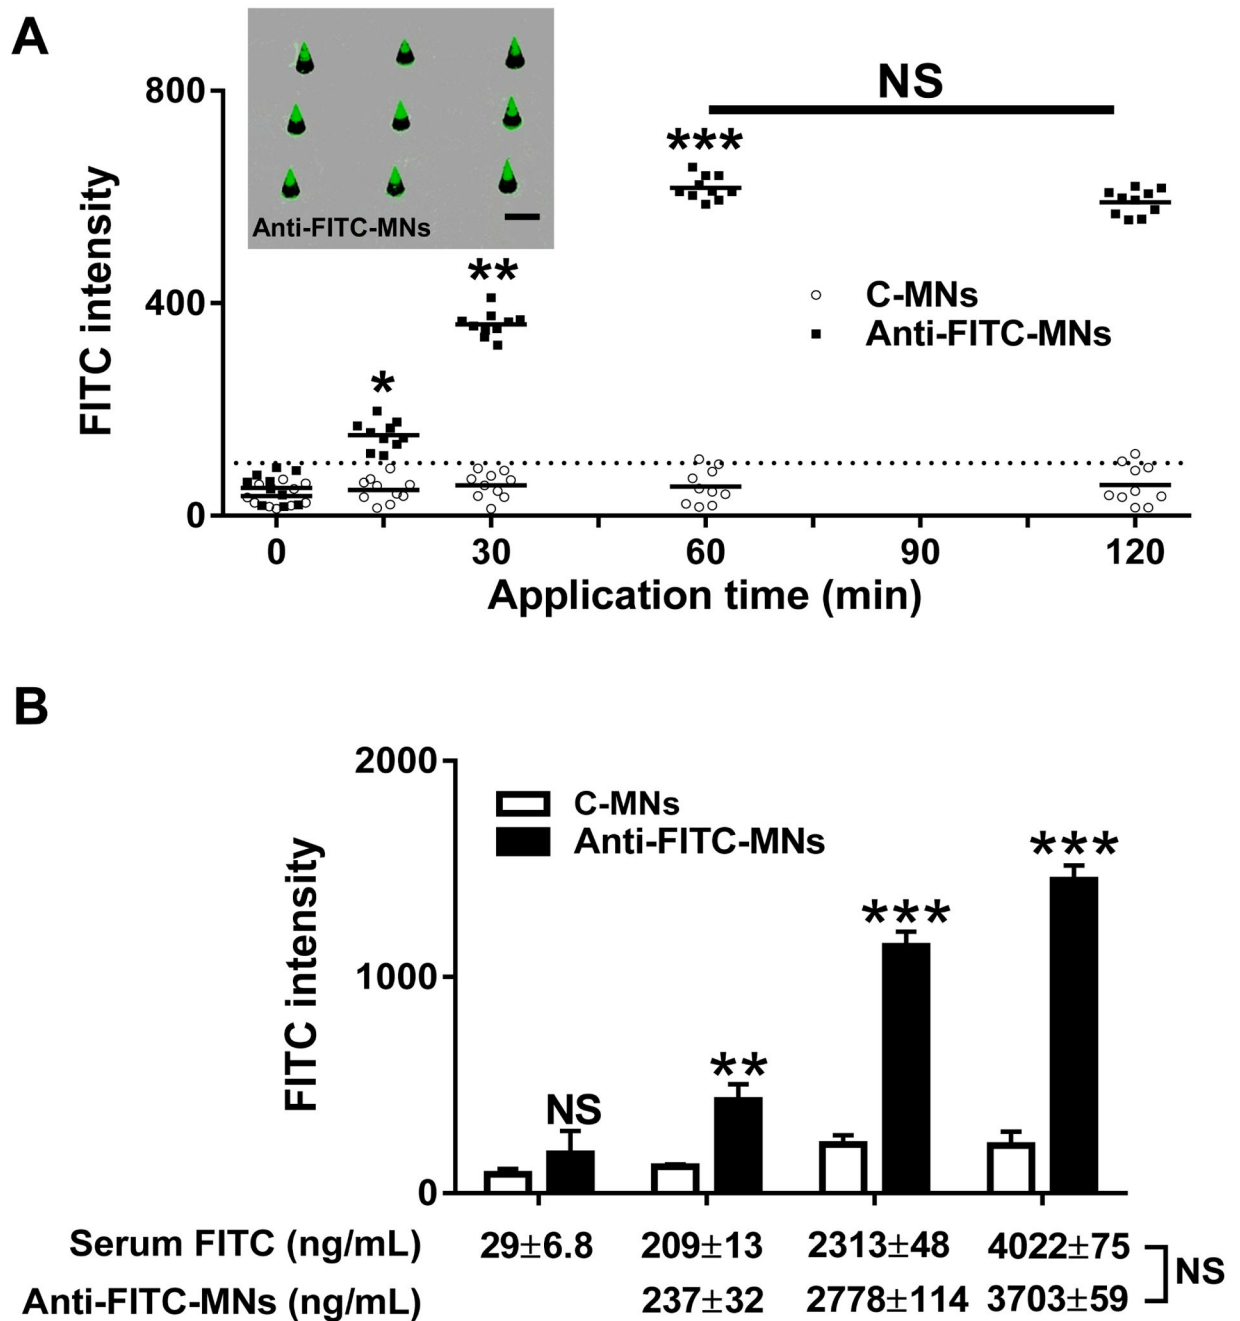 A
Anti-FITC-MNs
FITC intensity
800
400
0
NS
***
**
*
C-MNs
Anti-FITC-MNs
0 30 60 90 120
Application time (min)
B
FITC intensity
2000
1000
0
C-MNs
Anti-FITC-MNs
NS
**
***
***
Serum FITC (ng/mL) 29±6.8 209±13 2313±48 4022±75
Anti-FITC-MNs (ng/mL) 237±32 2778±114 3703±59
NS